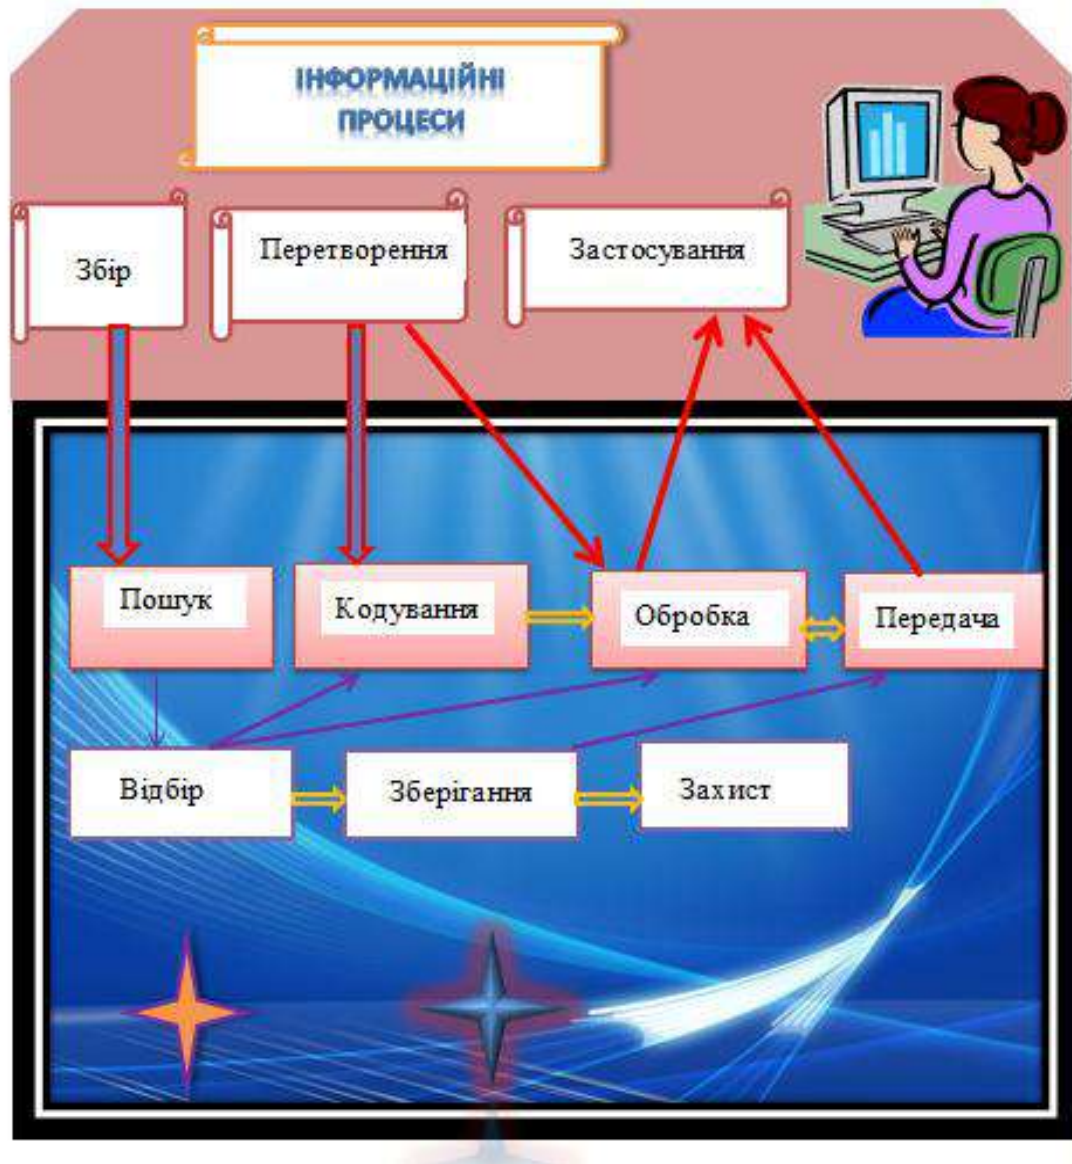 ІНФОРМАЦІЙНІ
ПРОЦЕСИ
Збір
Перетворення
Застосування
Пошук
Кодування
Обробка
Передача
Відбір
Зберігання
Захист